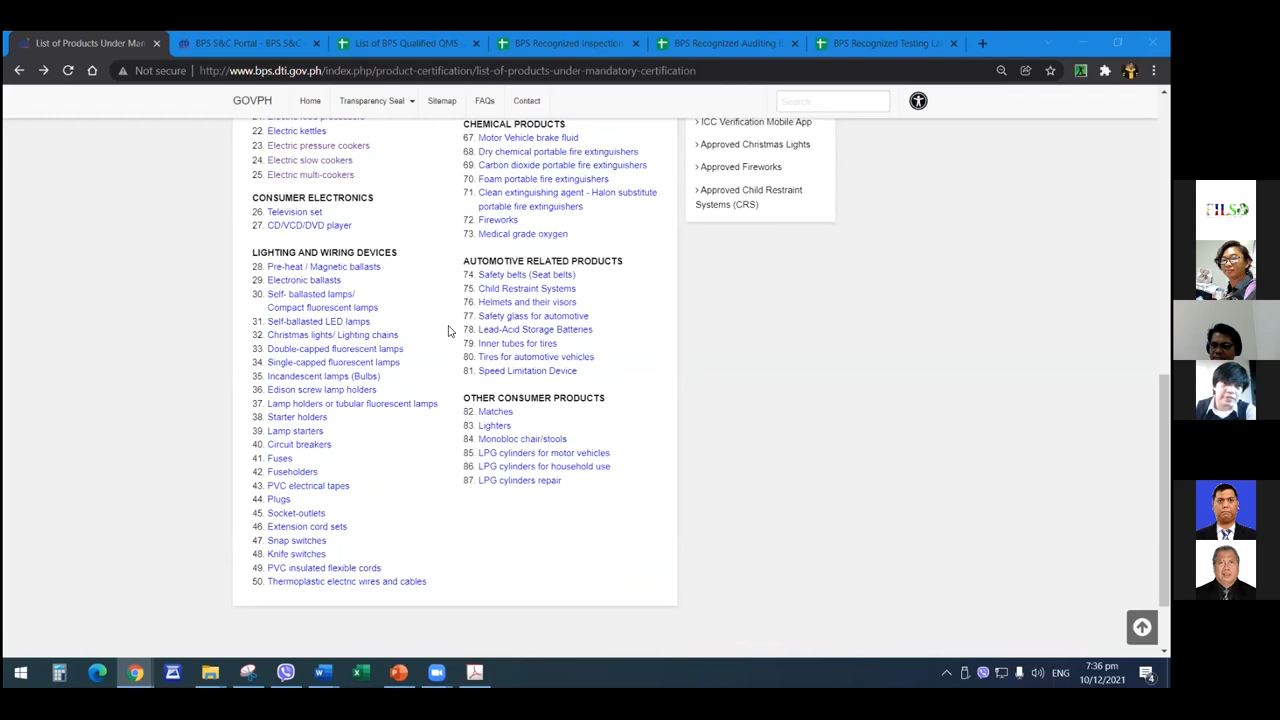 List of Products Under Man
BPS S&C Portal - BPS S&C
List of BPS Qualified QMS
BPS Recognized Inspection
BPS Recognized Auditing
BPS Recognized Testing La
Not secure
http://www.bps.dti.gov.ph/index.php/product-certification/list-of-products-under-mandatory-certification
GOVPH
Home
Transparency Seal
Sitemap
FAQs
Contact
Search...
22. Electric kettles
23. Electric pressure cookers
24. Electric slow cookers
25. Electric multi-cookers
CONSUMER ELECTRONICS
26. Television set
27. CD/VCD/DVD player
LIGHTING AND WIRING DEVICES
28. Pre-heat / Magnetic ballasts
29. Electronic ballasts
30. Self- ballasted lamps/
Compact fluorescent lamps
31. Self-ballasted LED lamps
32. Christmas lights/ Lighting chains
33. Double-capped fluorescent lamps
34. Single-capped fluorescent lamps
35. Incandescent lamps (Bulbs)
36. Edison screw lamp holders
37. Lamp holders or tubular fluorescent lamps
38. Starter holders
39. Lamp starters
40. Circuit breakers
41. Fuses
42. Fuseholders
43. PVC electrical tapes
44. Plugs
45. Socket-outlets
46. Extension cord sets
47. Snap switches
48. Knife switches
49. PVC insulated flexible cords
50. Thermoplastic electric wires and cables
CHEMICAL PRODUCTS
67. Motor Vehicle brake fluid
68. Dry chemical portable fire extinguishers
69. Carbon dioxide portable fire extinguishers
70. Foam portable fire extinguishers
71. Clean extinguishing agent - Halon substitute
portable fire extinguishers
72. Fireworks
73. Medical grade oxygen
AUTOMOTIVE RELATED PRODUCTS
74. Safety belts (Seat belts)
75. Child Restraint Systems
76. Helmets and their visors
77. Safety glass for automotive
78. Lead-Acid Storage Batteries
79. Inner tubes for tires
80. Tires for automotive vehicles
81. Speed Limitation Device
OTHER CONSUMER PRODUCTS
82. Matches
83. Lighters
84. Monobloc chair/stools
85. LPG cylinders for motor vehicles
86. LPG cylinders for household use
87. LPG cylinders repair
> ICC Verification Mobile App
> Approved Christmas Lights
> Approved Fireworks
> Approved Child Restraint
Systems (CRS)
ENG
7:36 pm
10/12/2021
4